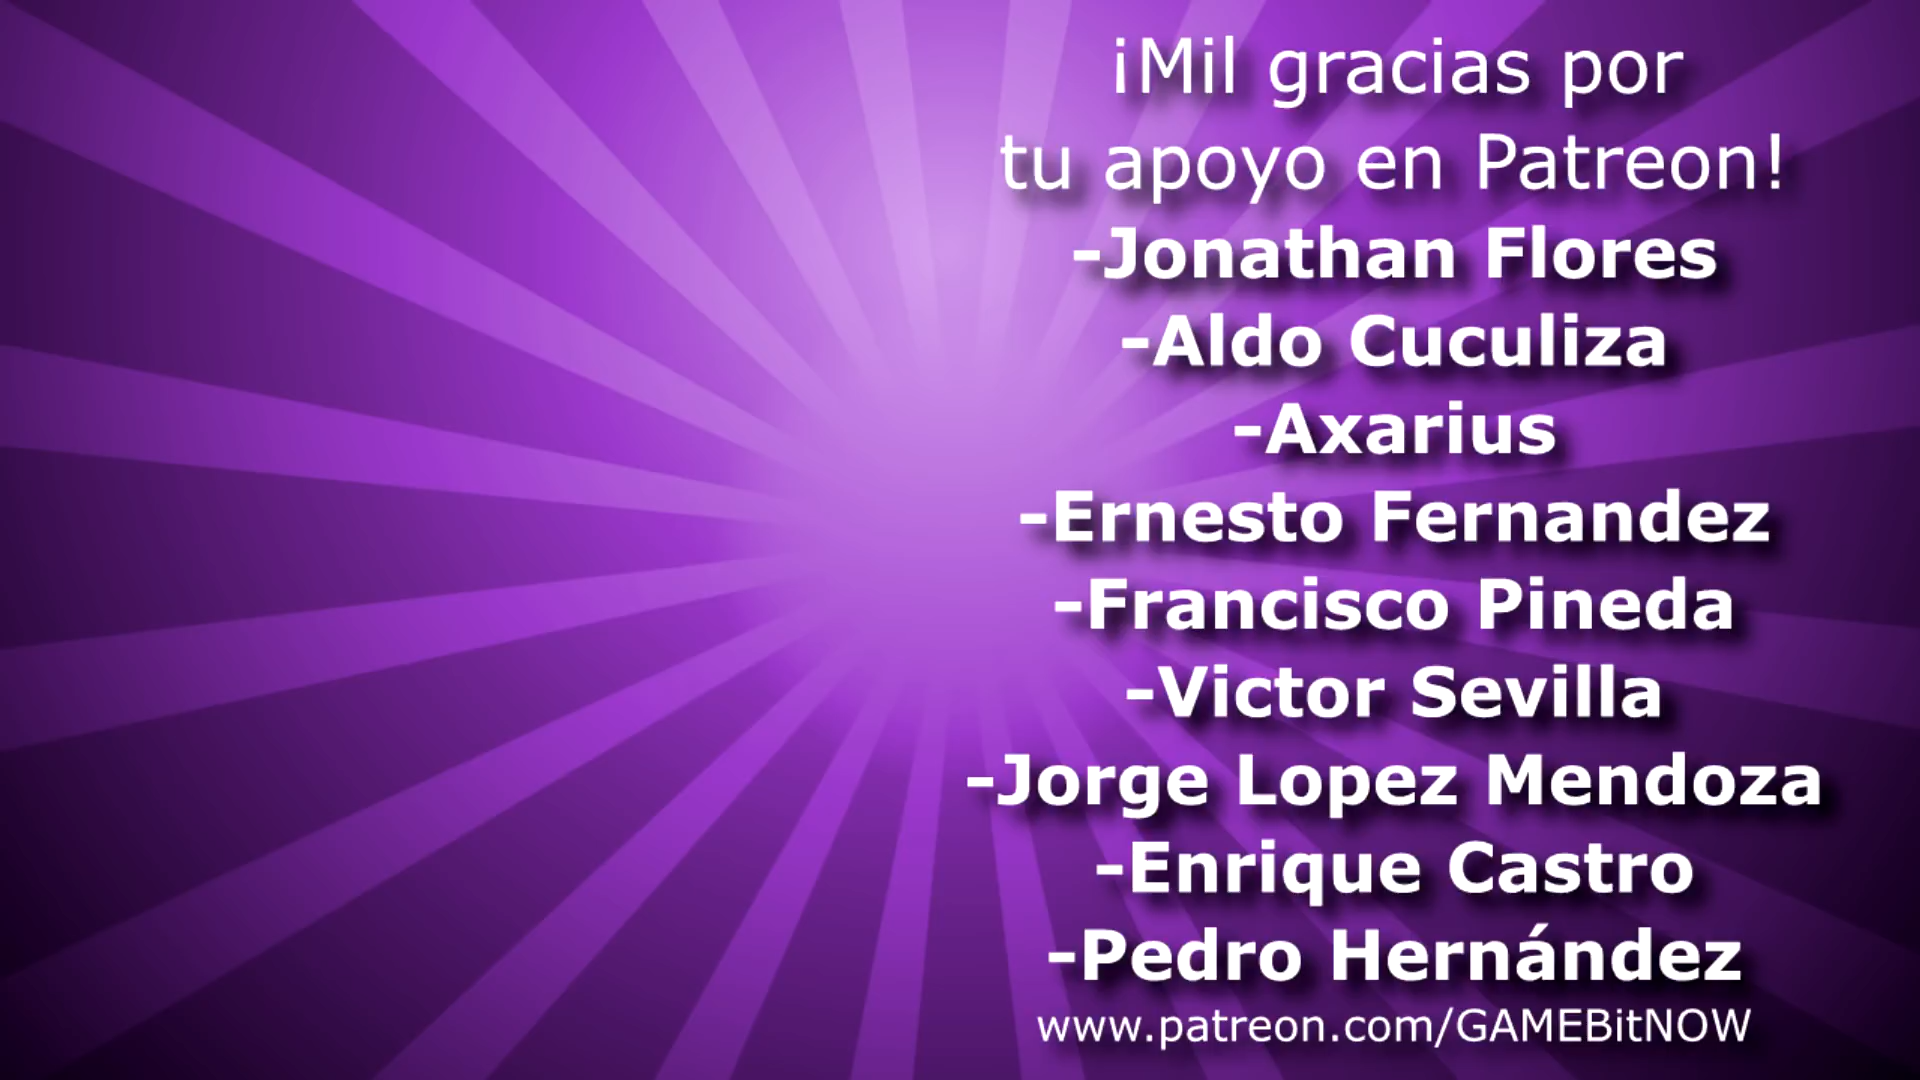 ¡Mil gracias por
tu apoyo en Patreon!
-Jonathan Flores
-Aldo Cuculiza
-Axarius
-Ernesto Fernandez
-Francisco Pineda
-Victor Sevilla
-Jorge Lopez Mendoza
-Enrique Castro
-Pedro Hernández
www.patreon.com/GAMEBitNOW